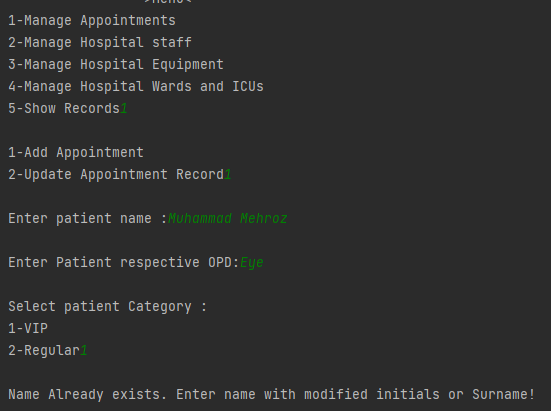 >Menu<
1-Manage Appointments
2-Manage Hospital staff
3-Manage Hospital Equipment
4-Manage Hospital Wards and ICUs
5-Show Records1
1-Add Appointment
2-Update Appointment Record1
Enter patient name :Muhammad Mehroz
Enter Patient respective OPD:Eye
Select patient Category :
1-VIP
2-Regular1
Name Already exists. Enter name with modified initials or Surname!